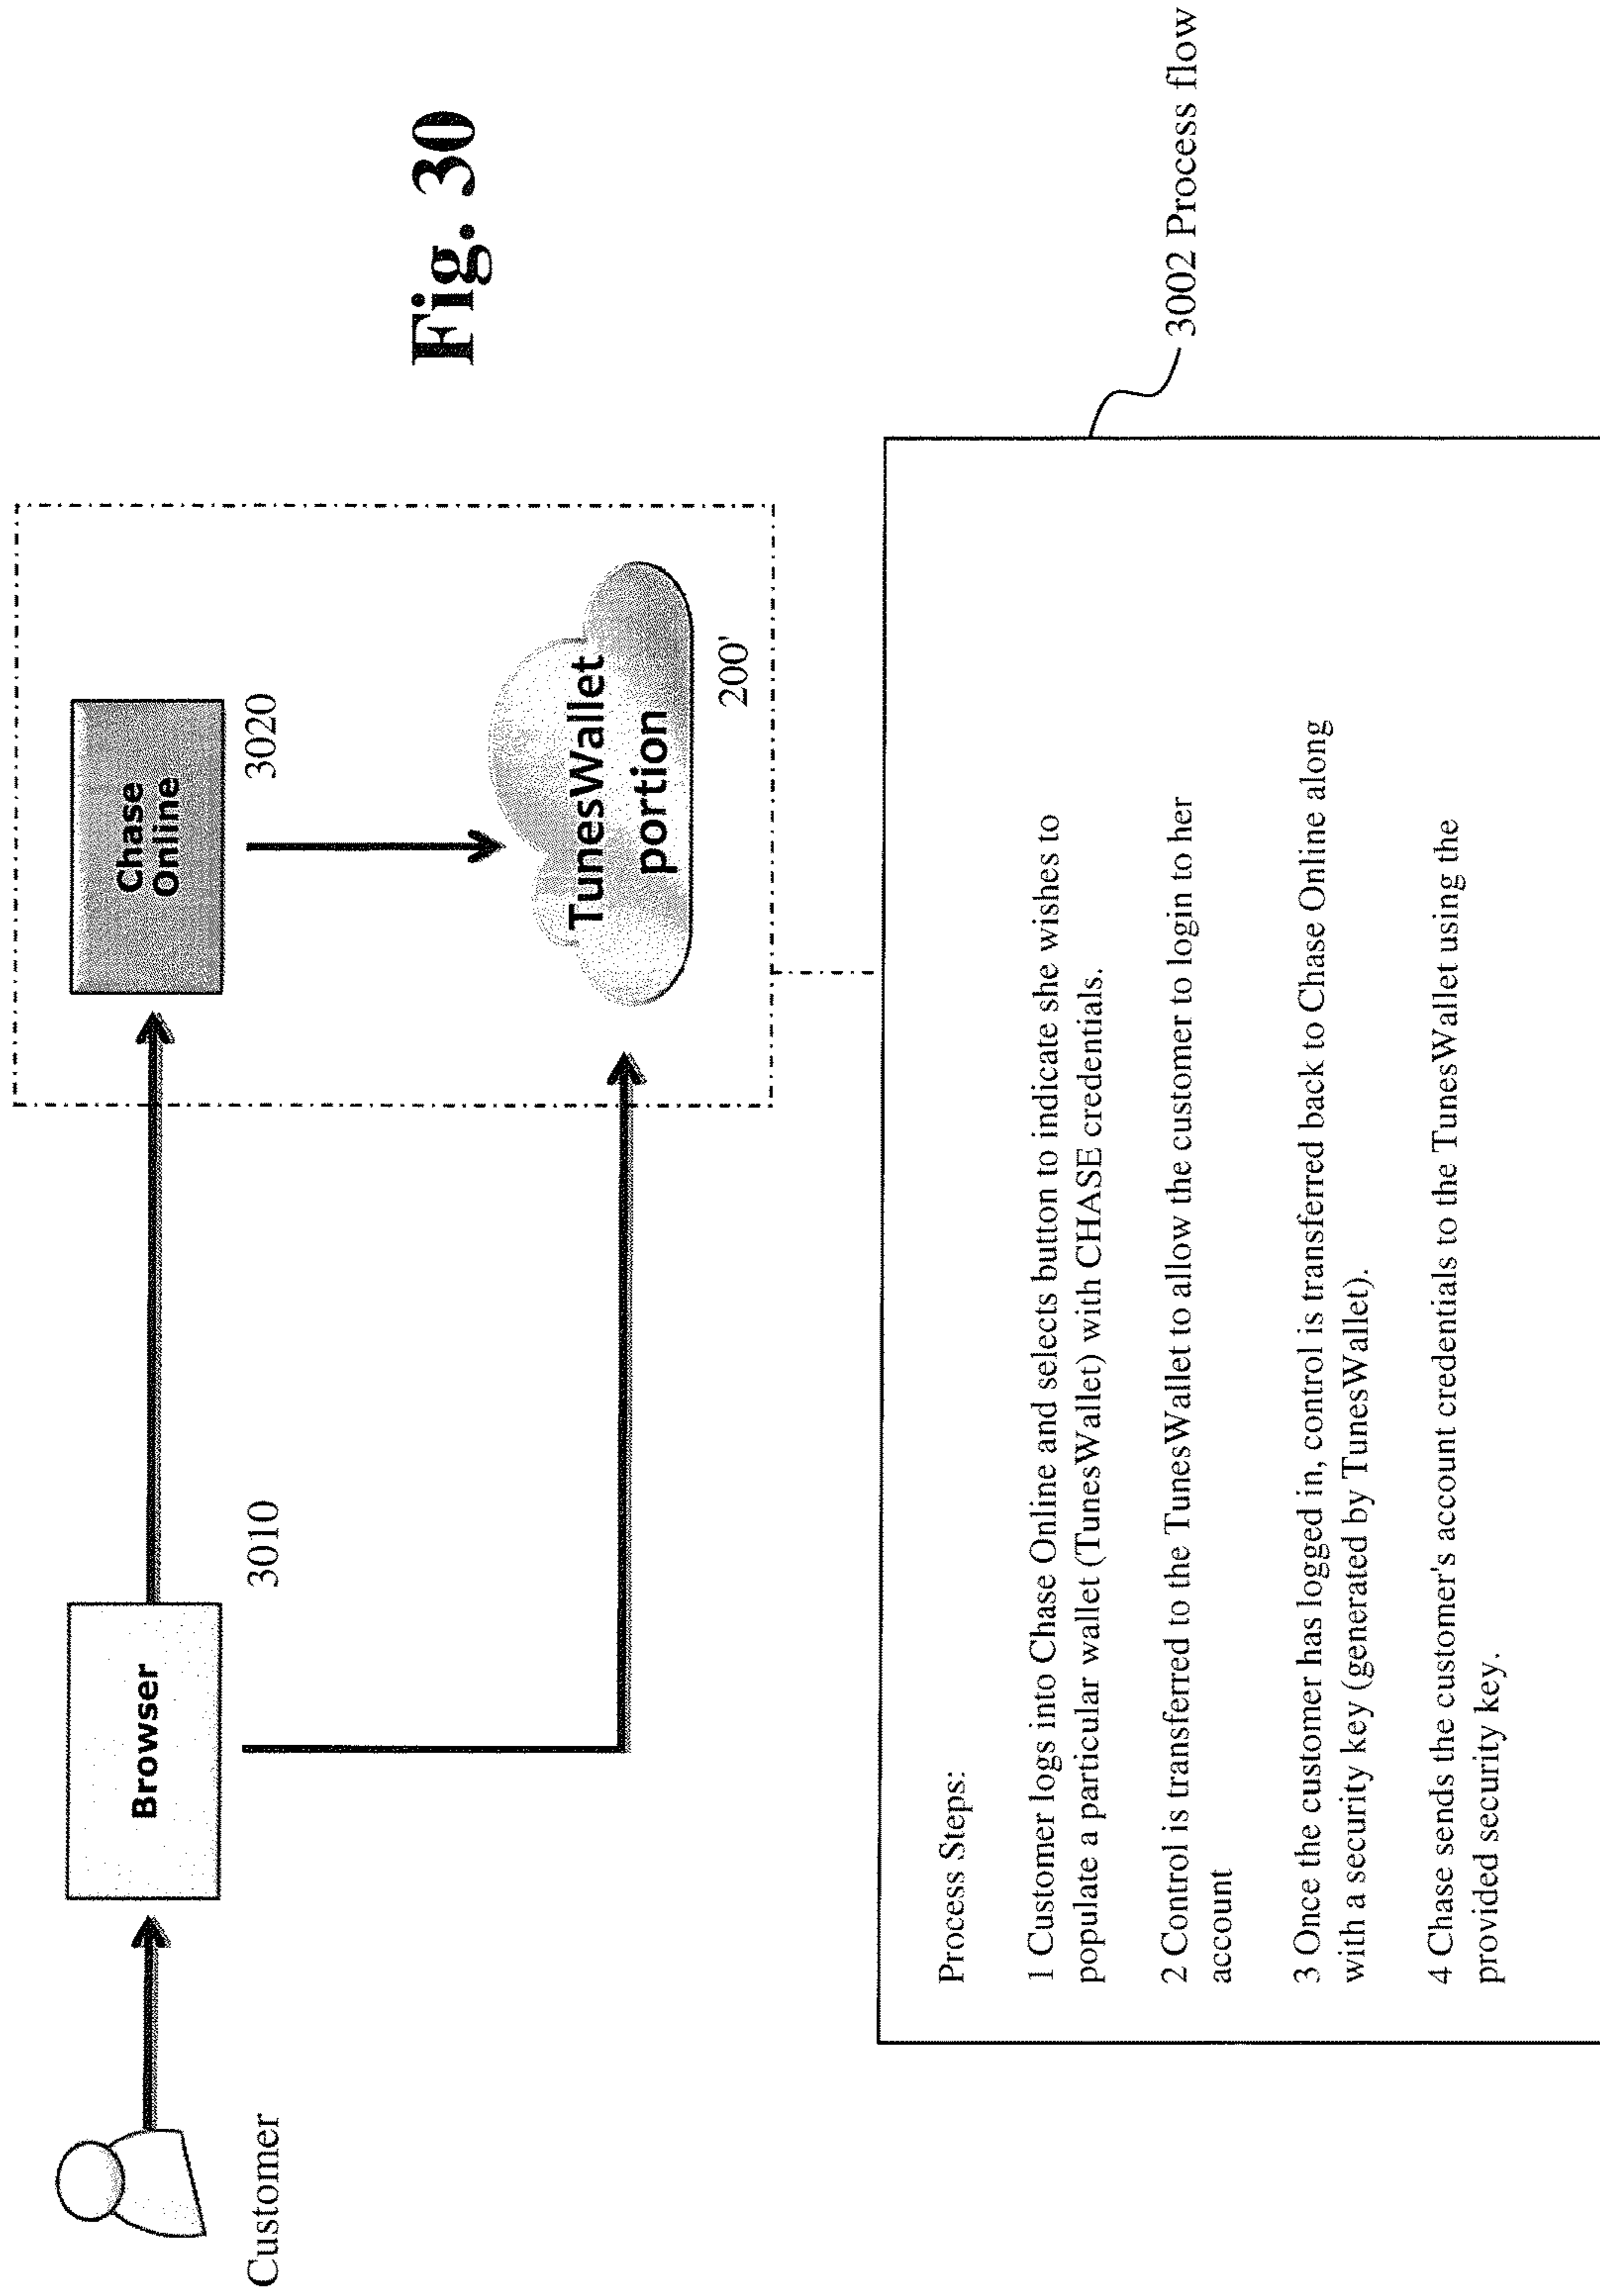 Customer
Browser
3010
Chase
Online
3020
TunesWallet
portion
200'
Fig. 30
3002 Process flow
Process Steps:
1 Customer logs into Chase Online and selects button to indicate she wishes to
populate a particular wallet (TunesWallet) with CHASE credentials.
2 Control is transferred to the TunesWallet to allow the customer to login to her
account
3 Once the customer has logged in, control is transferred back to Chase Online along
with a security key (generated by TunesWallet).
4 Chase sends the customer's account credentials to the TunesWallet using the
provided security key.